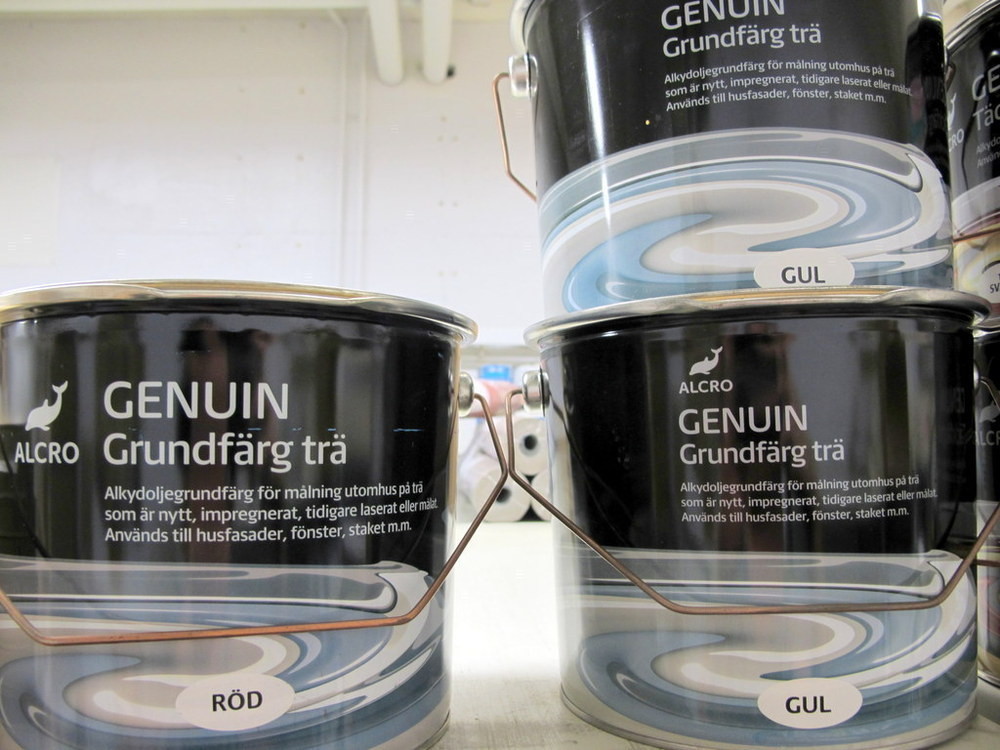 ALCRO
GENUIN
Grundfärg trä
Alkydoljegrundfärg för målning utomhus på trä
som är nytt, impregnerat, tidigare laserat eller målat.
Används till husfasader, fönster, staket m.m.
RÖD
GENUIN
Grundfärg trä
Alkydoljegrundfärg för målning utomhus på trä
som är nytt, impregnerat, tidigare laserat eller målat.
Används till husfasader, fönster, staket m.m.
GUL
ALCRO
GENUIN
Grundfärg trä
Alkydoljegrundfärg för målning utomhus på trä
som är nytt, impregnerat, tidigare laserat eller målat.
Används till husfasader, fönster, staket m.m.
GUL